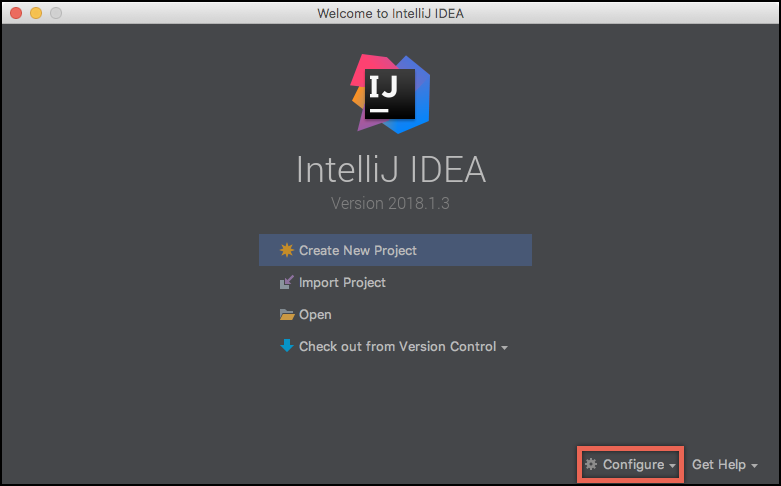 Welcome to IntelliJ IDEA
IJ
IntelliJ IDEA
Version 2018.1.3
Create New Project
Import Project
Open
Check out from Version Control
Configure
Get Help